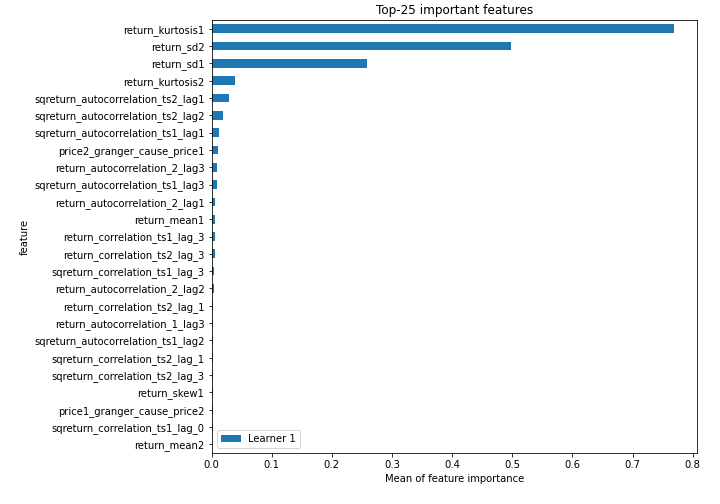 Top-25 important features
return_kurtosis1
return_sd2
return_sd1
return_kurtosis2
sqreturn_autocorrelation_ts2_lag1
sqreturn_autocorrelation_ts2_lag2
sqreturn_autocorrelation_ts1_lag1
price2_granger_cause_price1
return_autocorrelation_2_lag3
sqreturn_autocorrelation_ts1_lag3
return_autocorrelation_2_lag1
return_mean1
return_correlation_ts1_lag_3
return_correlation_ts2_lag_3
sqreturn_correlation_ts1_lag_3
return_autocorrelation_2_lag2
return_correlation_ts2_lag_1
return_autocorrelation_1_lag3
sqreturn_autocorrelation_ts1_lag2
sqreturn_correlation_ts2_lag_1
sqreturn_correlation_ts2_lag_3
return_skew1
price1_granger_cause_price2
sqreturn_correlation_ts1_lag_0
return_mean2
feature
Learner 1
0.0 0.1 0.2 0.3 0.4 0.5 0.6 0.7 0.8
Mean of feature importance